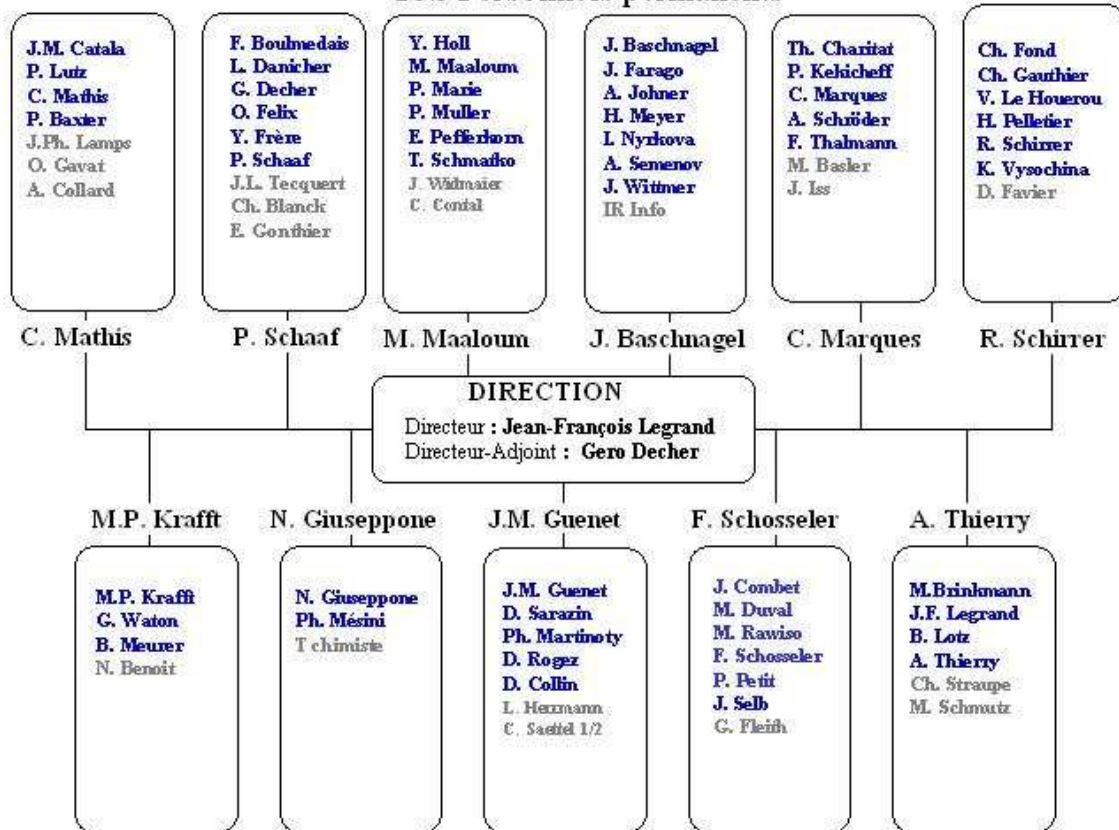 J.M. Catala
P. Lutz
C. Mathis
P. Baxter
J.Ph. Lamps
O. Gavat
A. Collard
F. Boulmedais
L. Danicher
G. Decher
O. Felix
Y. Frère
P. Schaaf
J.L. Tecquert
Ch. Blanck
E. Gonthier
Y. Holl
M. Maaloum
P. Marie
P. Muller
E. Pefferkorn
T. Schmatko
J. Widmaier
C. Contal
J. Baschnagel
J. Farago
A. Johner
H. Meyer
I. Nyrkova
A. Semenov
J. Wittmer
IR Info
Th. Charitat
P. Kekicheff
C. Marques
A. Schröder
F. Thalmann
M. Basler
J. Iss
Ch. Fond
Ch. Gauthier
V. Le Houerou
H. Pelletier
R. Schirrer
K. Vysochina
D. Favier
C. Mathis
P. Schaaf
M. Maaloum
J. Baschnagel
C. Marques
R. Schirrer
DIRECTION
Directeur : Jean-François Legrand
Directeur-Adjoint : Gero Decher
M.P. Krafft
N. Giuseppone
J.M. Guenet
F. Schosseler
A. Thierry
M.P. Krafft
G. Waton
B. Meurer
N. Benoit
N. Giuseppone
Ph. Mésini
T chimiste
J.M. Guenet
D. Sarazin
Ph. Martinoty
D. Rogez
D. Collin
L. Herrmann
C. Saettel 1/2
J. Combet
M. Duval
M. Rawiso
F. Schosseler
P. Petit
J. Selb
G. Fleith
M.Brinkmann
J.F. Legrand
B. Lotz
A. Thierry
Ch. Straupe
M. Schmutz